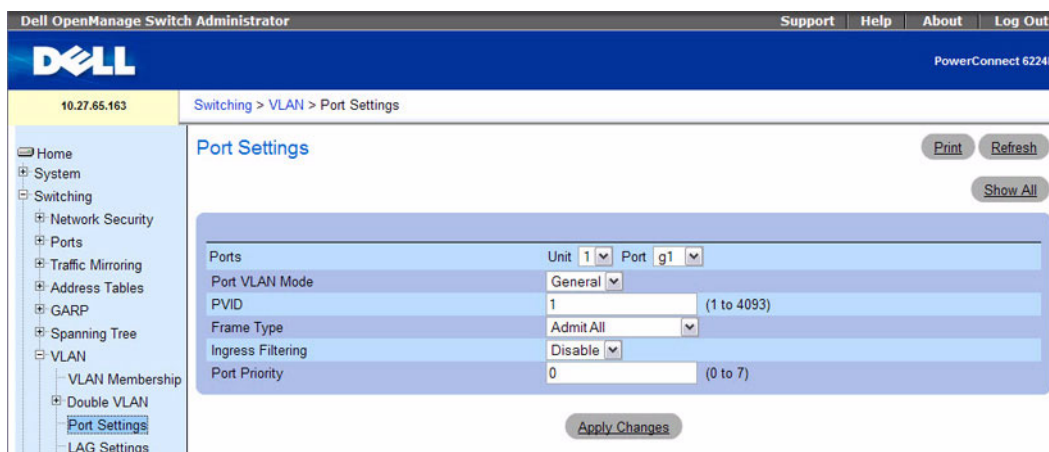 Dell OpenManage Switch Administrator Support Help About Log Out
DELL
PowerConnect 6224
10.27.65.163
Switching > VLAN > Port Settings
Home
System
Switching
Network Security
Ports
Traffic Mirroring
Address Tables
GARP
Spanning Tree
VLAN
VLAN Membership
Double VLAN
Port Settings
LAG Settings
Port Settings
Print Refresh
Show All
Ports Unit 1 Port g1
Port VLAN Mode General
PVID 1 (1 to 4093)
Frame Type Admit All
Ingress Filtering Disable
Port Priority 0 (0 to 7)
Apply Changes